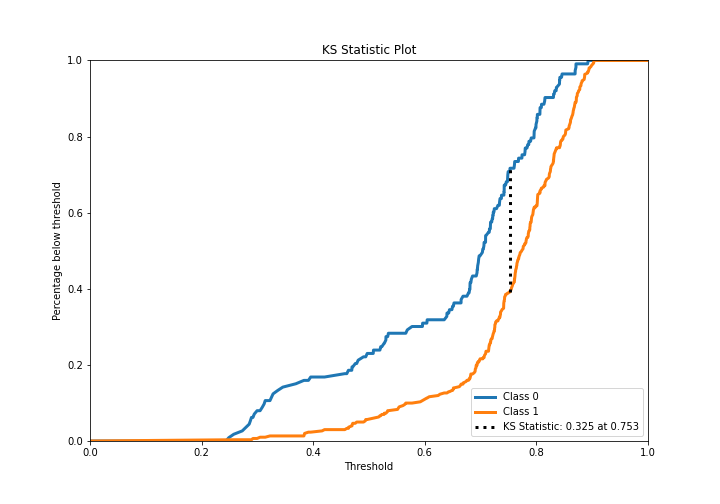 KS Statistic Plot
1.0
0.8
0.6
0.4
0.2
0.0
Percentage below threshold
0.0 0.2 0.4 0.6 0.8 1.0
Threshold
Class 0
Class 1
KS Statistic: 0.325 at 0.753